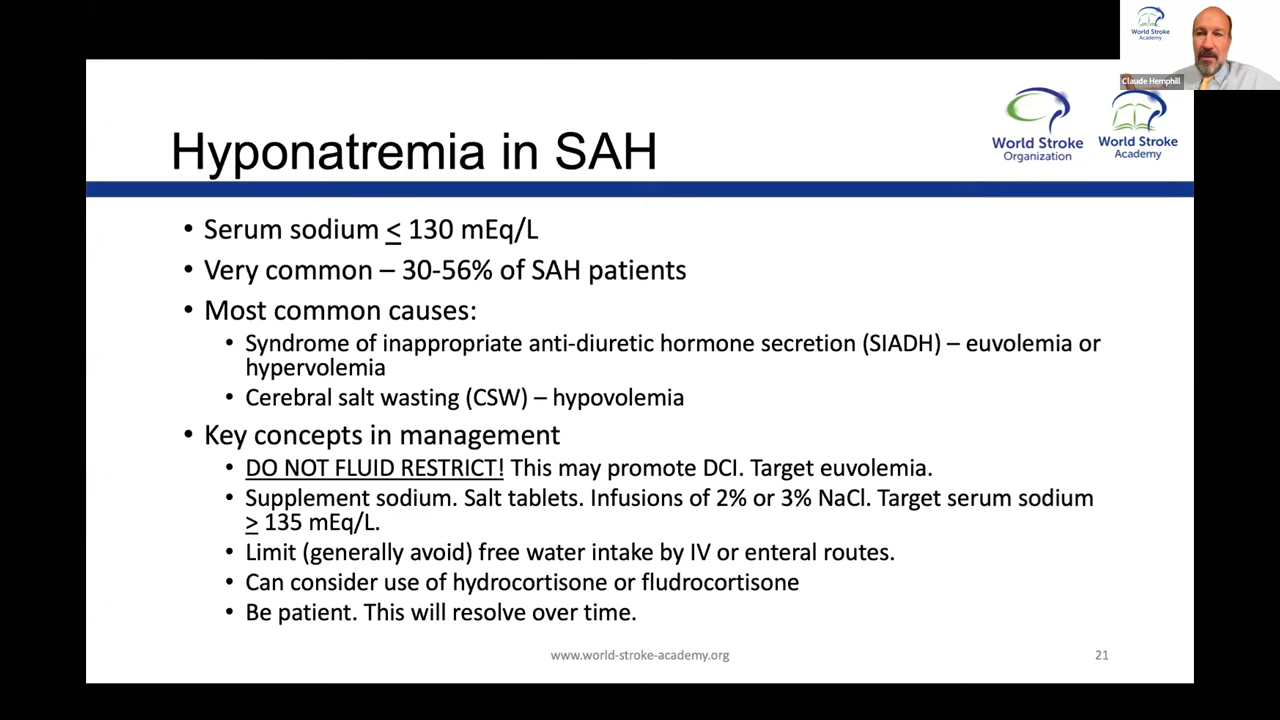 World Stroke
Academy
Claude Hemphill
World Stroke
Organization
World Stroke
Academy
Hyponatremia in SAH
• Serum sodium < 130 mEq/L
• Very common – 30-56% of SAH patients
• Most common causes:
• Syndrome of inappropriate anti-diuretic hormone secretion (SIADH) – euvolemia or
hypervolemia
• Cerebral salt wasting (CSW) – hypovolemia
• Key concepts in management
• DO NOT FLUID RESTRICT! This may promote DCI. Target euvolemia.
• Supplement sodium. Salt tablets. Infusions of 2% or 3% NaCl. Target serum sodium
> 135 mEq/L.
• Limit (generally avoid) free water intake by IV or enteral routes.
• Can consider use of hydrocortisone or fludrocortisone
• Be patient. This will resolve over time.
www.world-stroke-academy.org
21